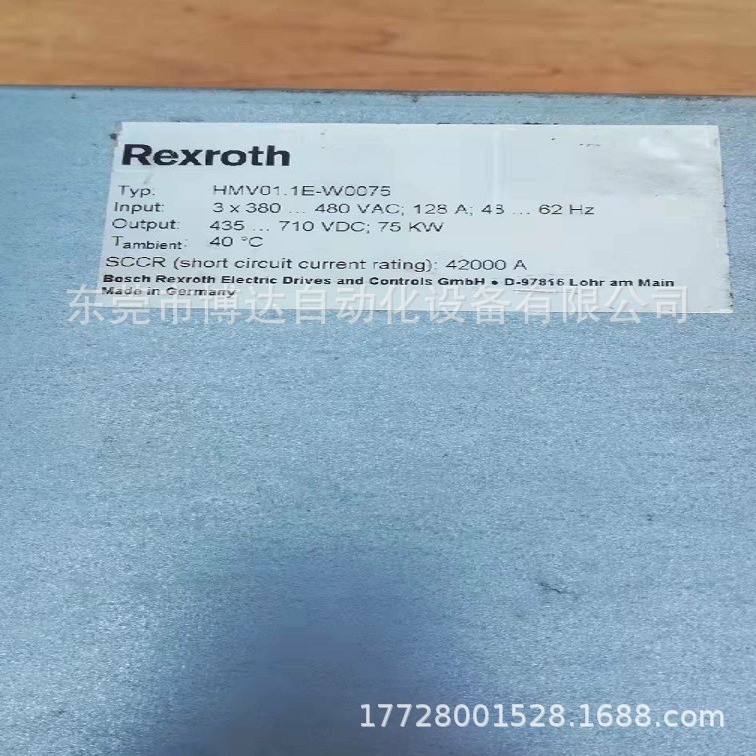 Rexroth
Typ: HMV01.1E-W0075
Input: 3 x 380 ... 480 VAC; 128 A; 48 ... 62 Hz
Output: 435 ... 710 VDC; 75 KW
Tambient: 40 °C
SCCR (short circuit current rating): 42000 A
Bosch Rexroth Electric Drives and Controls GmbH • D-97816 Lohr am Main
Made in Germany
东莞市博达自动化设备有限公司
17728001528.1688.com